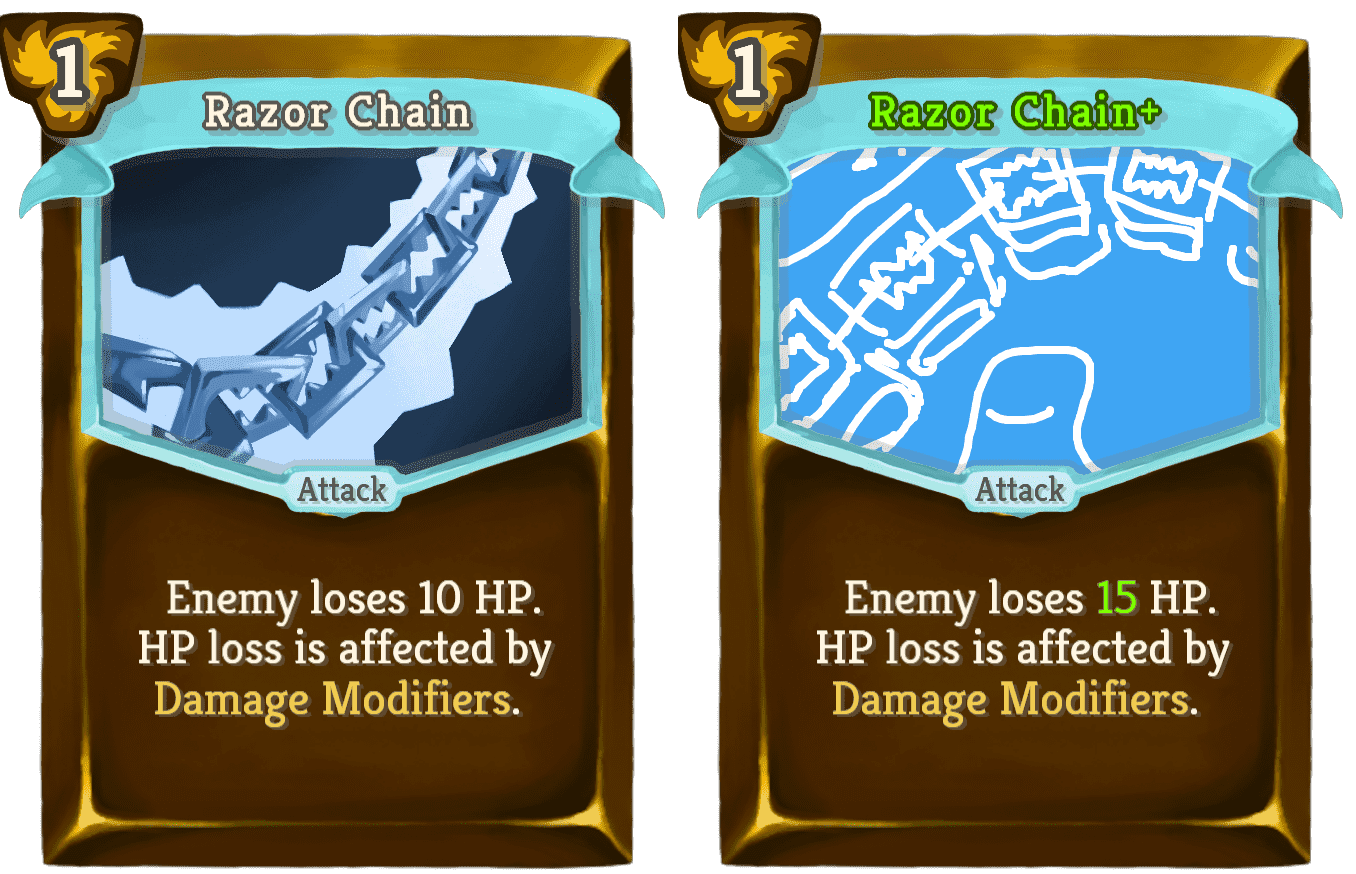 1
Razor Chain
Attack
Enemy loses 10 HP.
HP loss is affected by
Damage Modifiers.
1
Razor Chain+
Attack
Enemy loses 15 HP.
HP loss is affected by
Damage Modifiers.